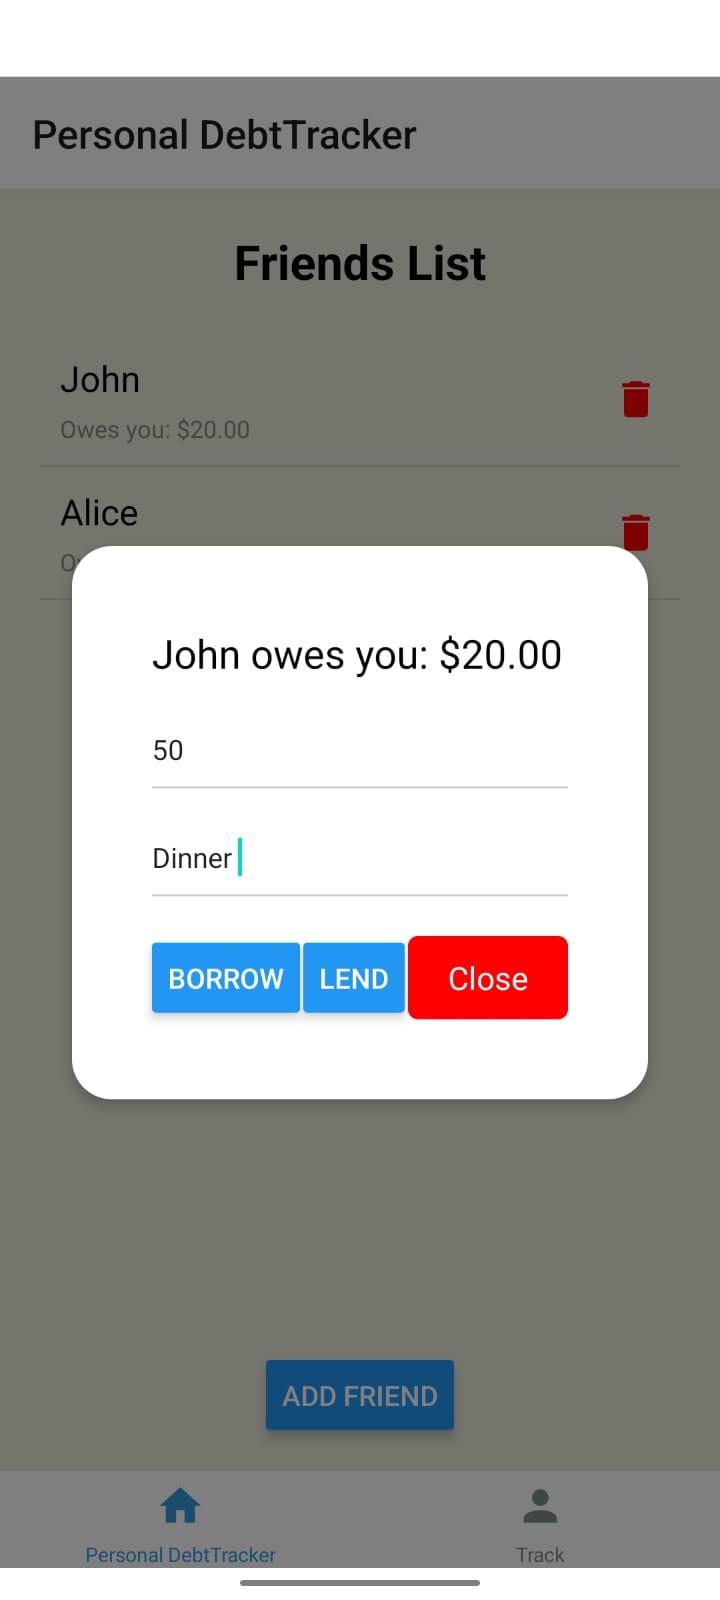 Personal DebtTracker
Friends List
John
Owes you: $20.00
Alice
John owes you: $20.00
50
Dinner
BORROW LEND Close
ADD FRIEND
Personal DebtTracker Track